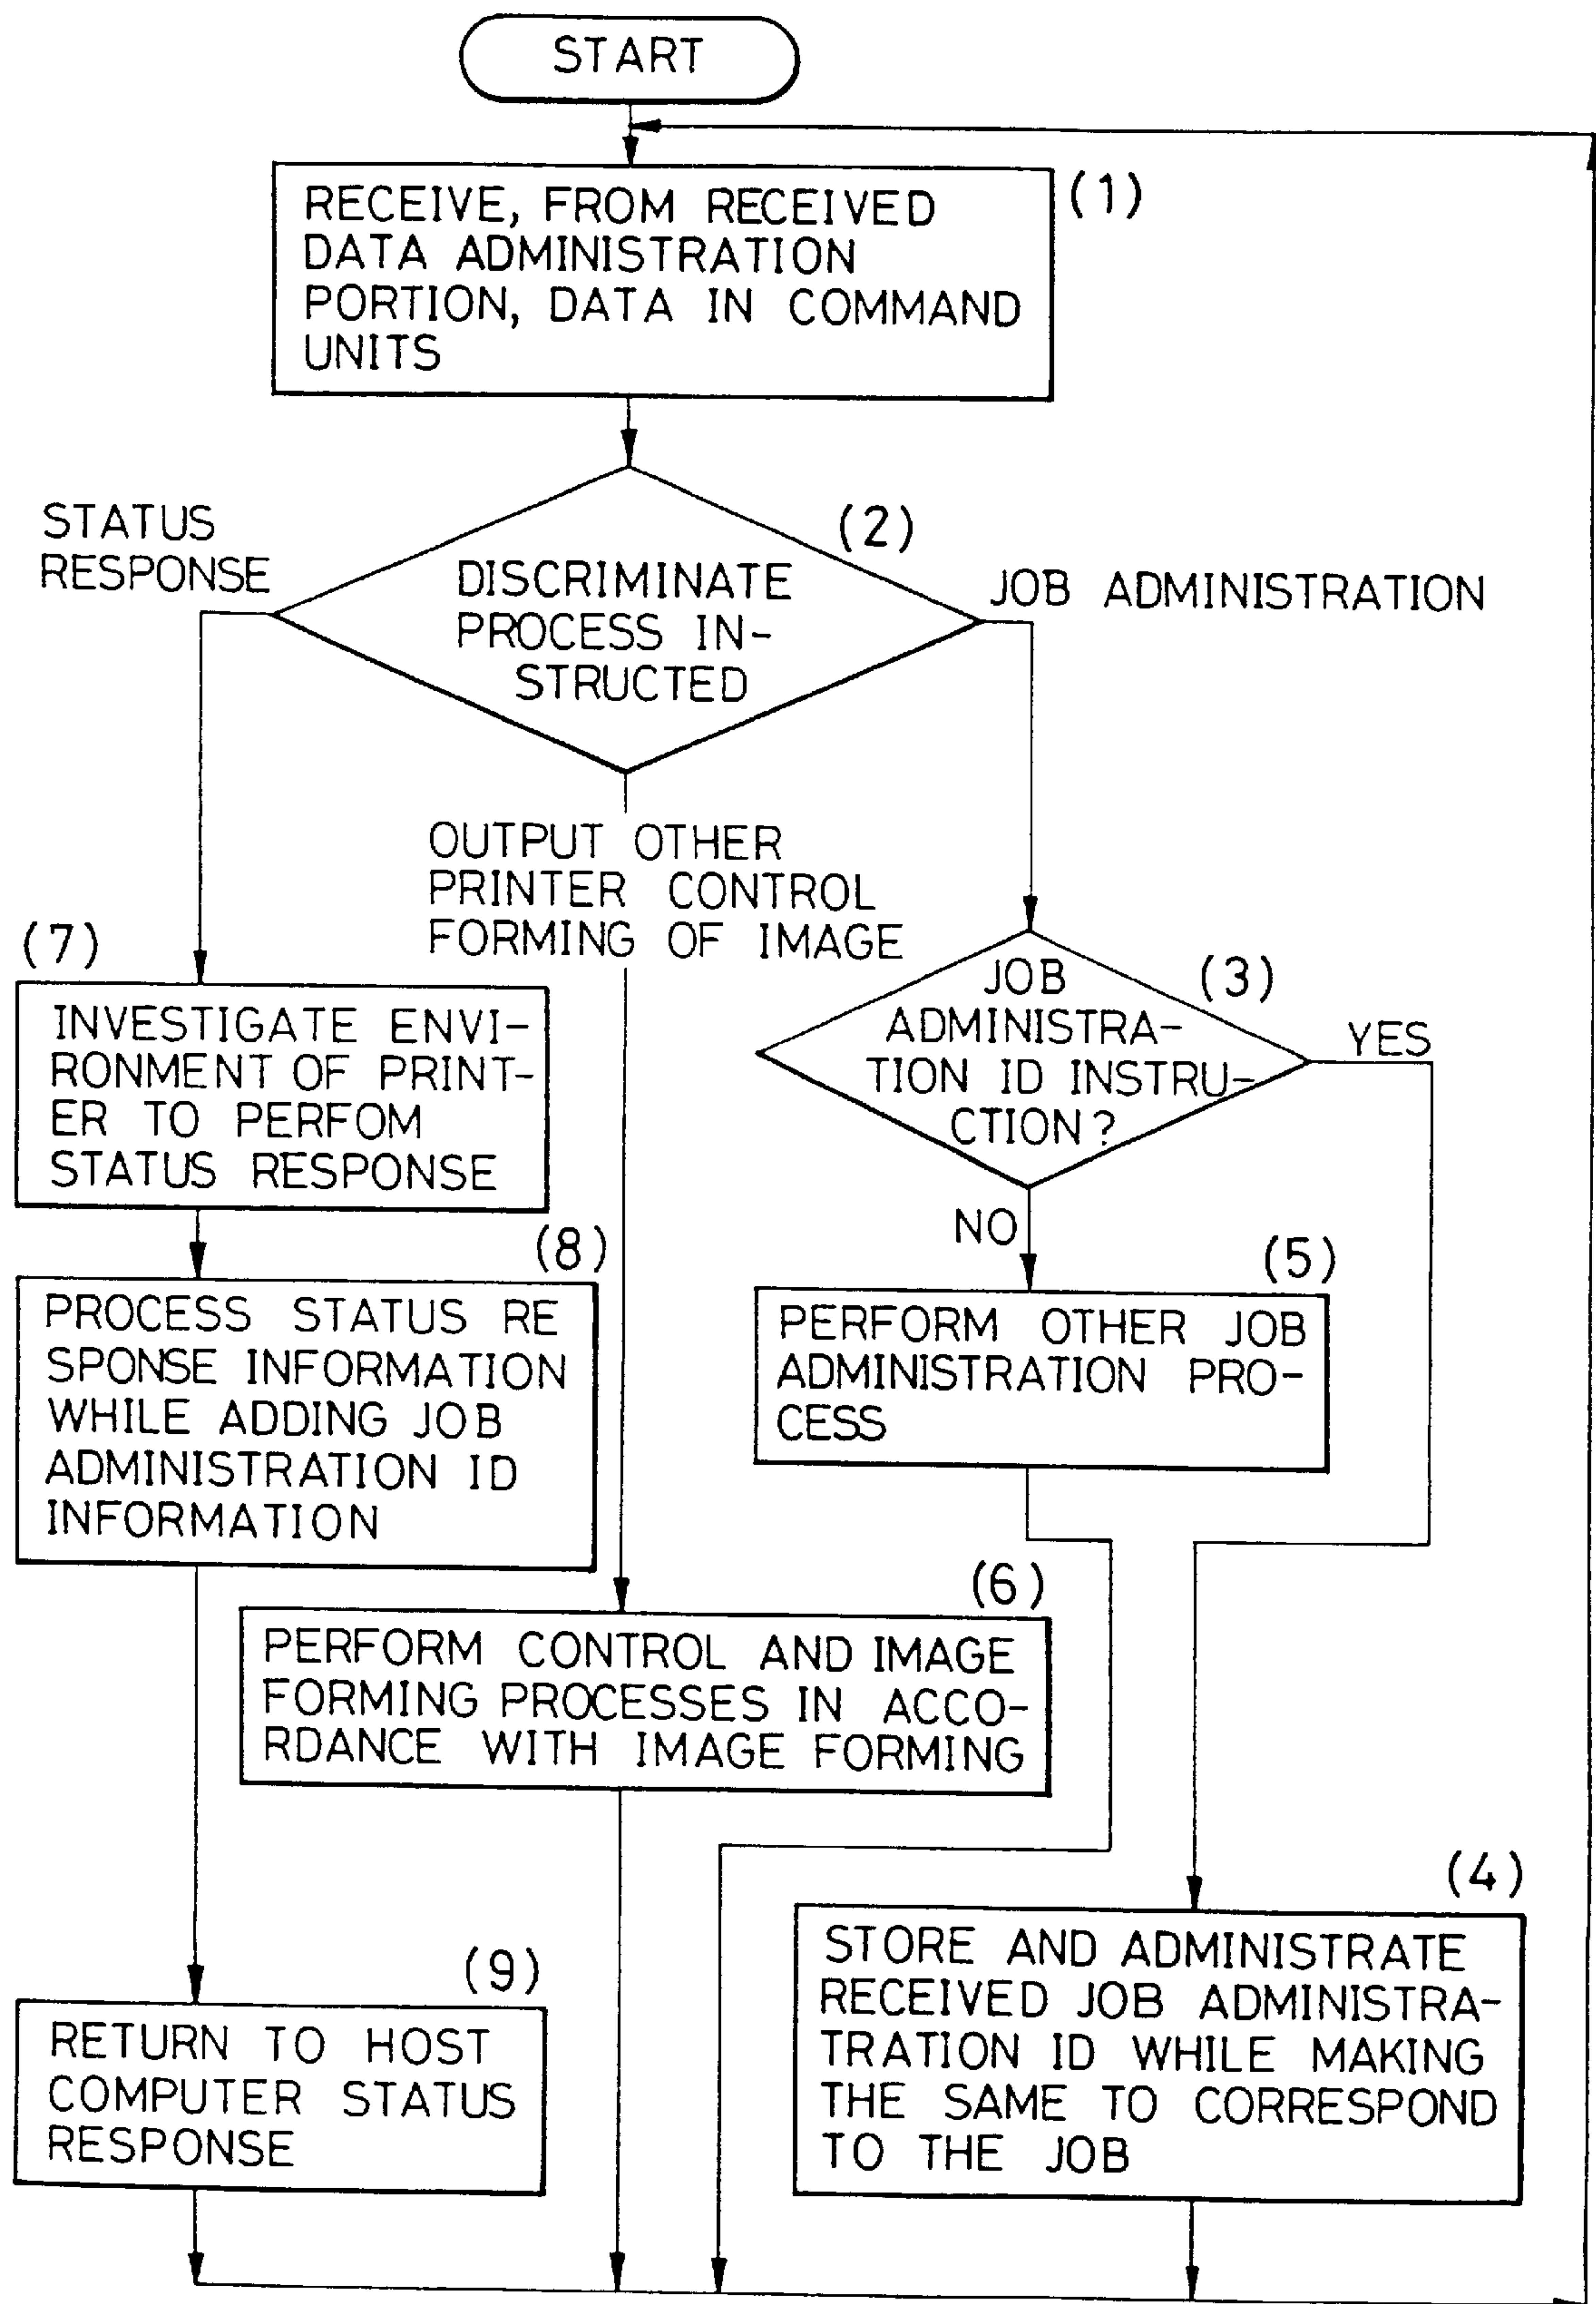 START
(1)
RECEIVE, FROM RECEIVED
DATA ADMINISTRATION
PORTION, DATA IN COMMAND
UNITS
(2)
STATUS
RESPONSE
DISCRIMINATE
PROCESS IN-
STRUCTED
JOB ADMINISTRATION
OUTPUT OTHER
PRINTER CONTROL
FORMING OF IMAGE
(3)
JOB
ADMINISTRA-
TION ID INSTRU-
CTION?
YES
NO
(7)
INVESTIGATE ENVI-
RONMENT OF PRINT-
ER TO PERFOM
STATUS RESPONSE
(8)
PROCESS STATUS RE
SPONSE INFORMATION
WHILE ADDING JOB
ADMINISTRATION ID
INFORMATION
(5)
PERFORM OTHER JOB
ADMINISTRATION PRO-
CESS
(6)
PERFORM CONTROL AND IMAGE
FORMING PROCESSES IN ACCO-
RDANCE WITH IMAGE FORMING
(4)
STORE AND ADMINISTRATE
RECEIVED JOB ADMINISTRA-
TRATION ID WHILE MAKING
THE SAME TO CORRESPOND
TO THE JOB
(9)
RETURN TO HOST
COMPUTER STATUS
RESPONSE